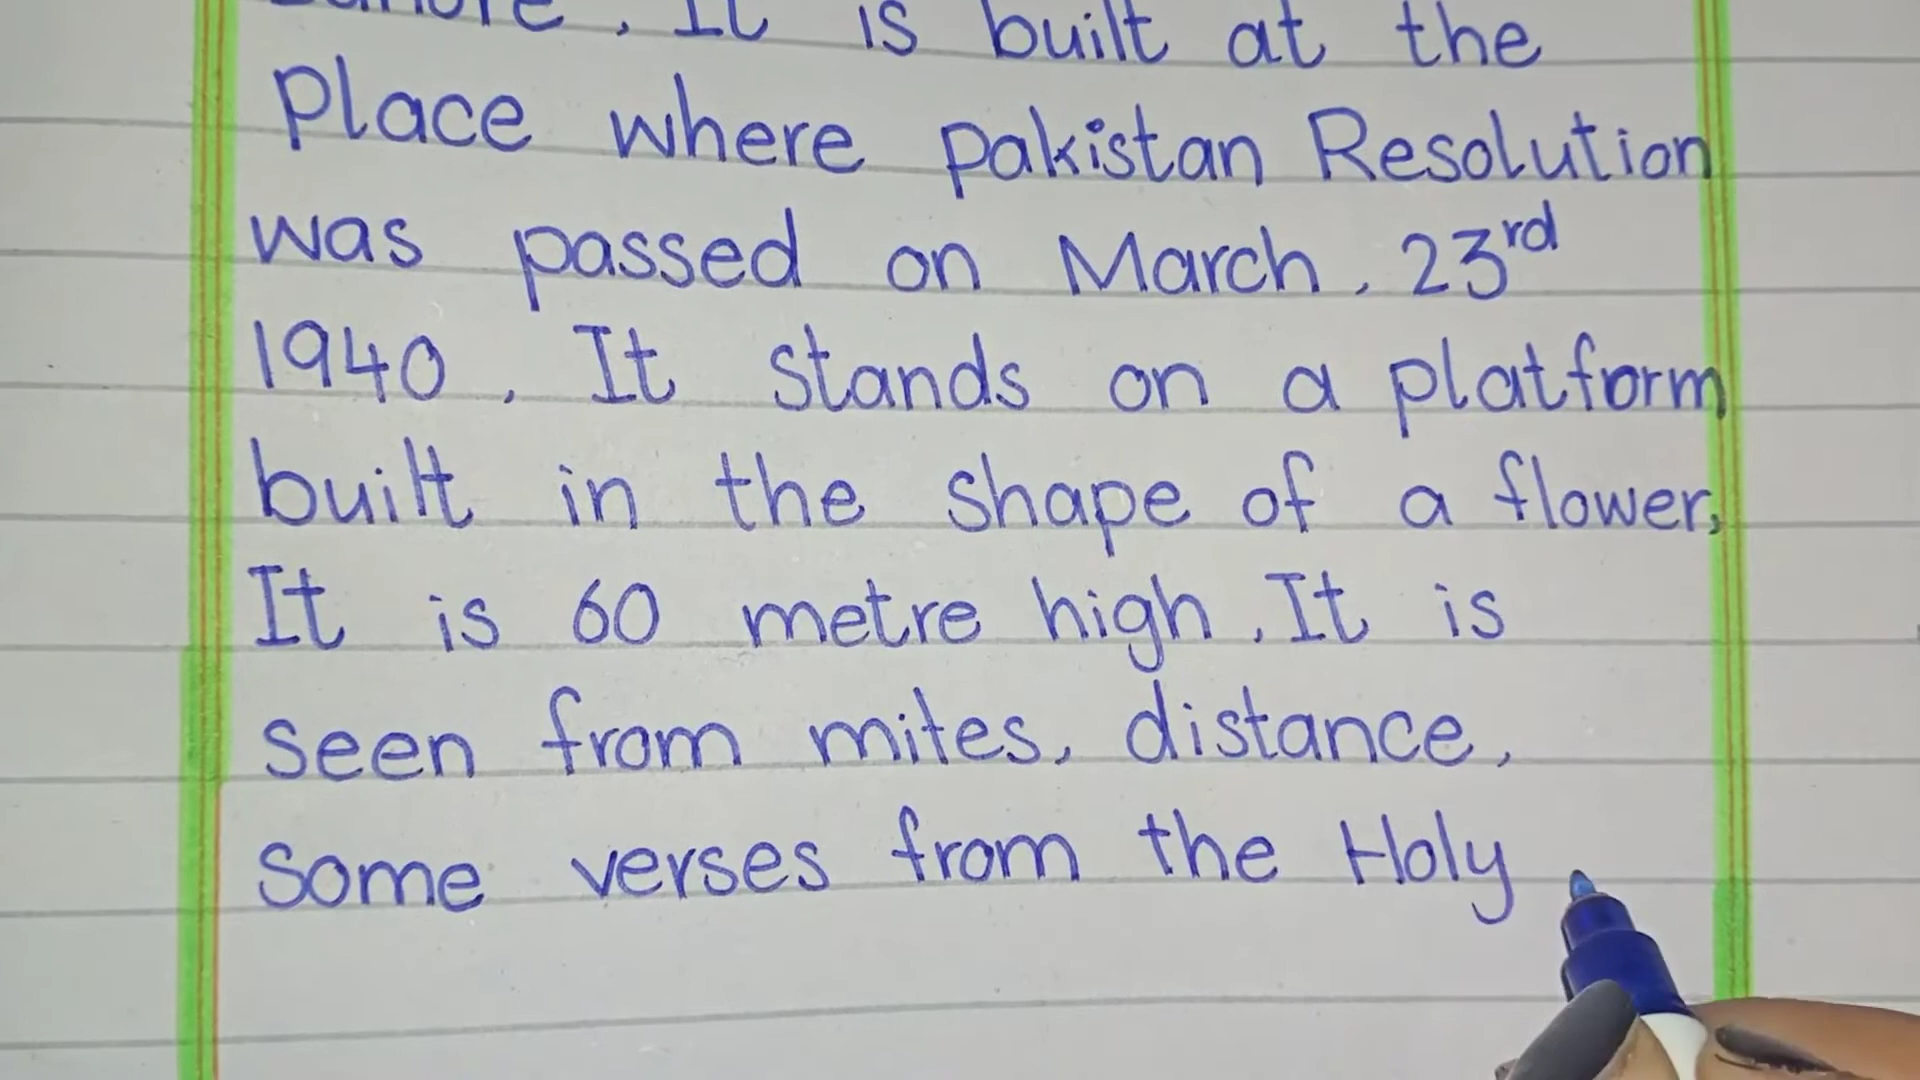 Lahore. It is built at the
Place where pakistan Resolution
was passed on March, 23rd
1940. It stands on a platform
built in the shape of a flower,
It is 60 metre high. It is
seen from mites, distance,
Some verses from the Holy